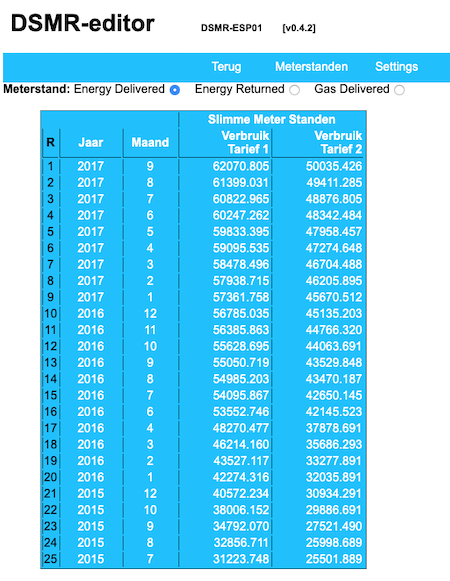 DSMR-editor DSMR-ESP01 [v0.4.2]
Terug Meterstanden Settings
Meterstand: Energy Delivered Energy Returned Gas Delivered
Slimme Meter Standen
R Jaar Maand Verbruik Tarief 1 Verbruik Tarief 2
1 2017 9 62070.805 50035.426
2 2017 8 61399.031 49411.285
3 2017 7 60822.965 48876.805
4 2017 6 60247.262 48342.484
5 2017 5 59833.395 47958.457
6 2017 4 59095.535 47274.648
7 2017 3 58478.496 46704.488
8 2017 2 57938.715 46205.895
9 2017 1 57361.758 45670.512
10 2016 12 56785.035 45135.203
11 2016 11 56385.863 44766.320
12 2016 10 55628.695 44063.691
13 2016 9 55050.719 43529.848
14 2016 8 54985.203 43470.187
15 2016 7 54095.867 42650.145
16 2016 6 53552.746 42145.523
17 2016 4 48270.477 37878.691
18 2016 3 46214.160 35686.293
19 2016 2 43527.117 33277.891
20 2016 1 42274.316 32035.891
21 2015 12 40572.234 30934.291
22 2015 10 38006.152 29886.691
23 2015 9 34792.070 27521.490
24 2015 8 32856.711 25998.689
25 2015 7 31223.748 25501.889